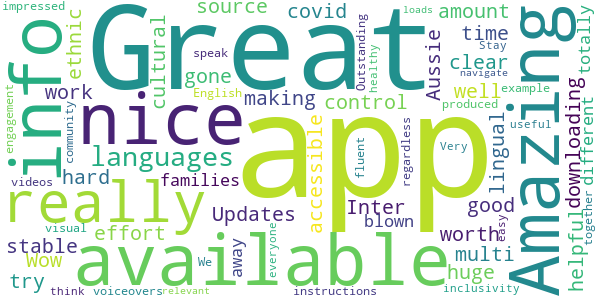 impressed
source
covid
loads
amount
Great
info
ethnic
cultural
speak
gone
English
making
work
nice
control
Outstanding
healthy
Aussie
time
Stay
clear
navigate
totally
Amazing
well
produced
example
engagement
community
languages
app
accessible
fluent
regardless
Very
lingual
useful
downloading
different
together
videos
hard
families
really
Updates
Inter
blown
good
easy
stable
effort
visual
wow
available
away
We
everyone
worth
multi
huge
inclusivity
helpful
try
think
voiceovers
relevant
instructions